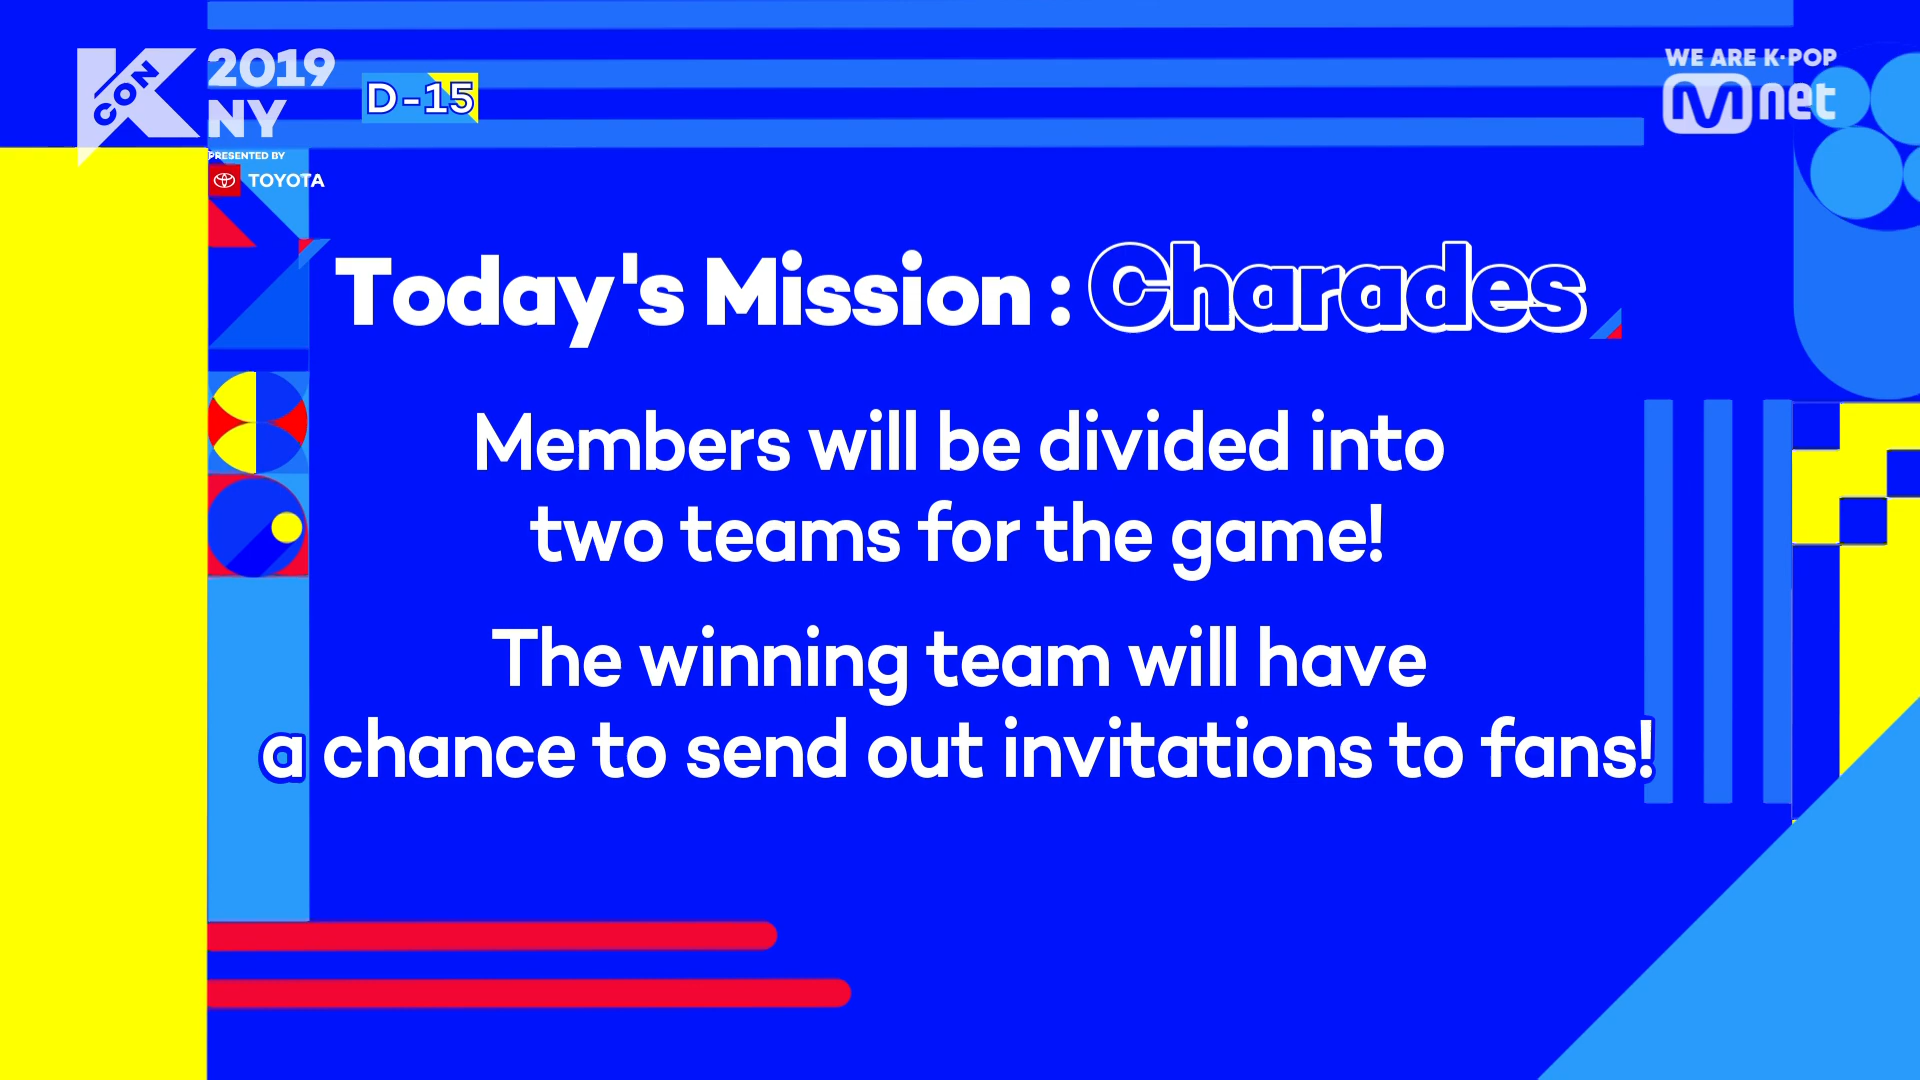 KCON
2019
NY
PRESENTED BY
TOYOTA
D-15
WE ARE K·POP
Mnet
Today's Mission : Charades
Members will be divided into
two teams for the game!
The winning team will have
a chance to send out invitations to fans!